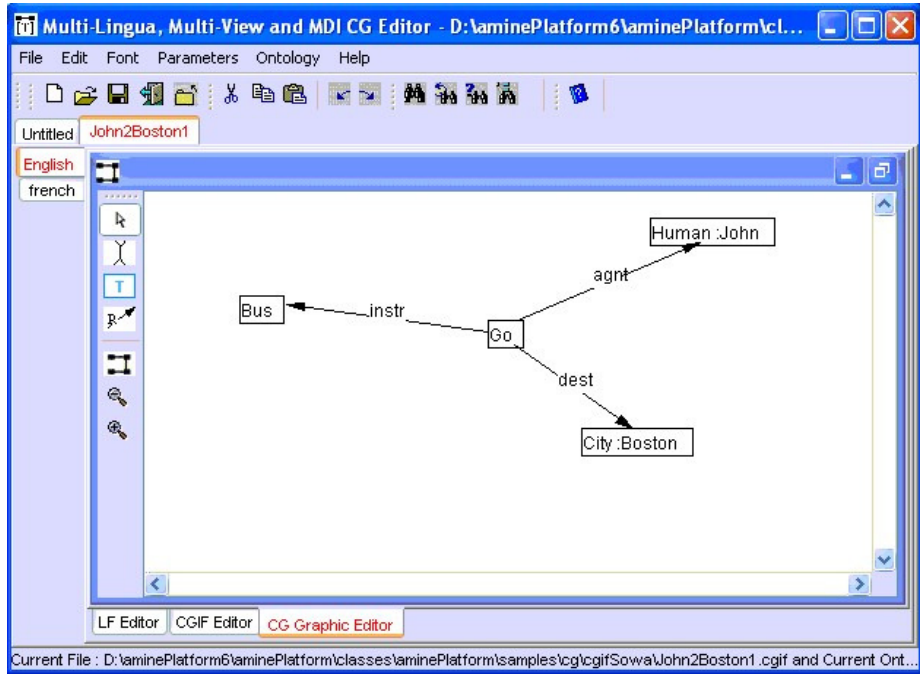 Multi-Lingua, Multi-View and MDI CG Editor - D:\aminePlatform6\aminePlatform\cl...
File Edit Font Parameters Ontology Help
Untitled John2Boston1
English
french
T
R
Human :John
agnt
Bus
instr
Go
dest
City :Boston
LF Editor CGIF Editor CG Graphic Editor
Current File : D:\aminePlatform6\aminePlatform\classes\aminePlatform\samples\cg\cgifSowa\John2Boston1.cgif and Current Ont...